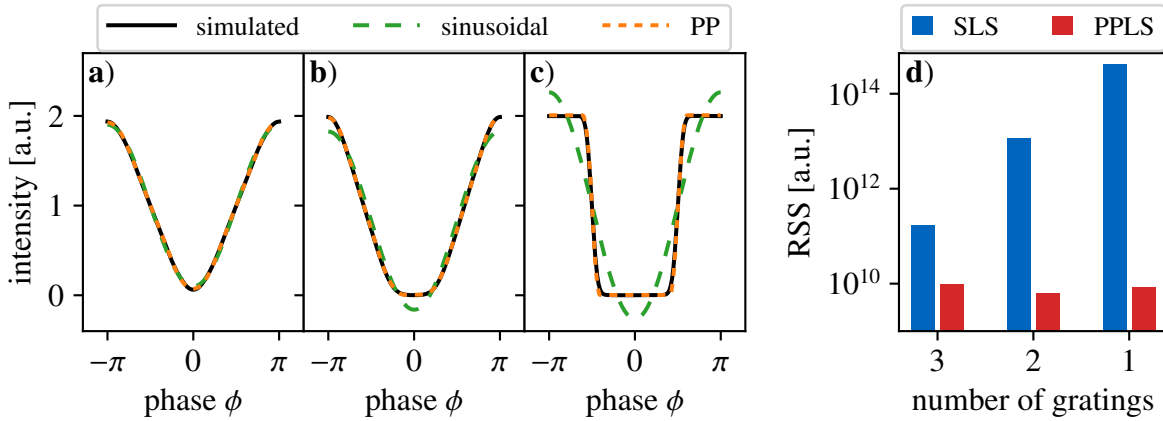 simulated sinusoidal PP
SLS PPLS
a) b) c) d)
intensity [a.u.]
2
1
0
−π 0 π −π 0 π −π 0 π
phase ϕ phase ϕ phase ϕ
RSS [a.u.]
10^14
10^12
10^10
3 2 1
number of gratings